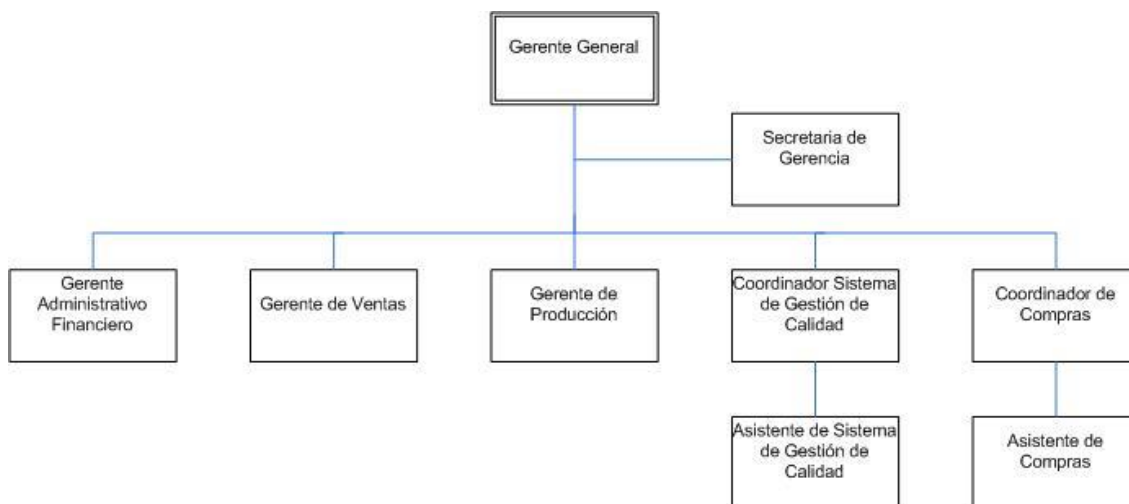 Gerente General
Secretaria de
Gerencia
Gerente
Administrativo
Financiero
Gerente de Ventas
Gerente de
Producción
Coordinador Sistema
de Gestión de
Calidad
Coordinador de
Compras
Asistente de Sistema
de Gestión de
Calidad
Asistente de
Compras